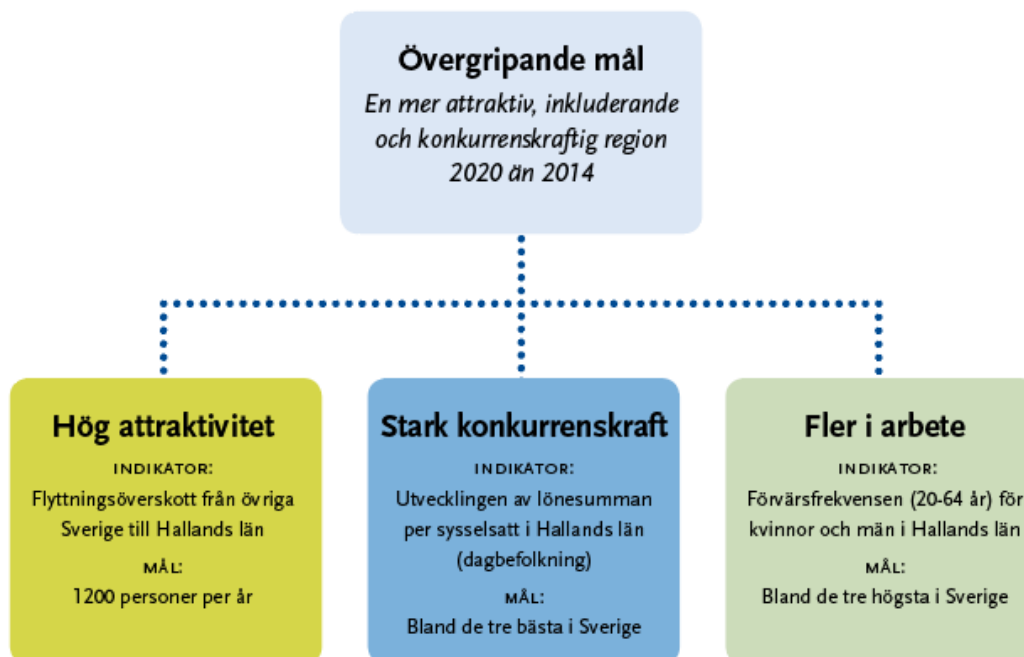 Övergripande mål
En mer attraktiv, inkluderande
och konkurrenskraftig region
2020 än 2014
Hög attraktivitet
INDIKATOR:
Flyttningsöverskott från övriga
Sverige till Hallands län
MÅL:
1200 personer per år
Stark konkurrenskraft
INDIKATOR:
Utvecklingen av lönesumman
per sysselsatt i Hallands län
(dagbefolkning)
MÅL:
Bland de tre bästa i Sverige
Fler i arbete
INDIKATOR:
Förvärsfrekvensen (20-64 år) för
kvinnor och män i Hallands län
MÅL:
Bland de tre högsta i Sverige